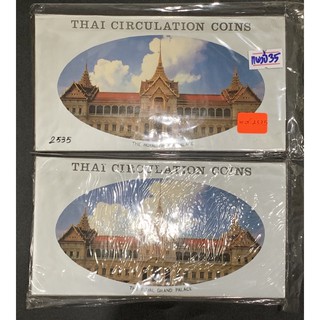 THAI CIRCULATION COINS
2535
THE ROYAL GRAND PALACE
THAI CIRCULATION COINS
THE ROYAL GRAND PALACE